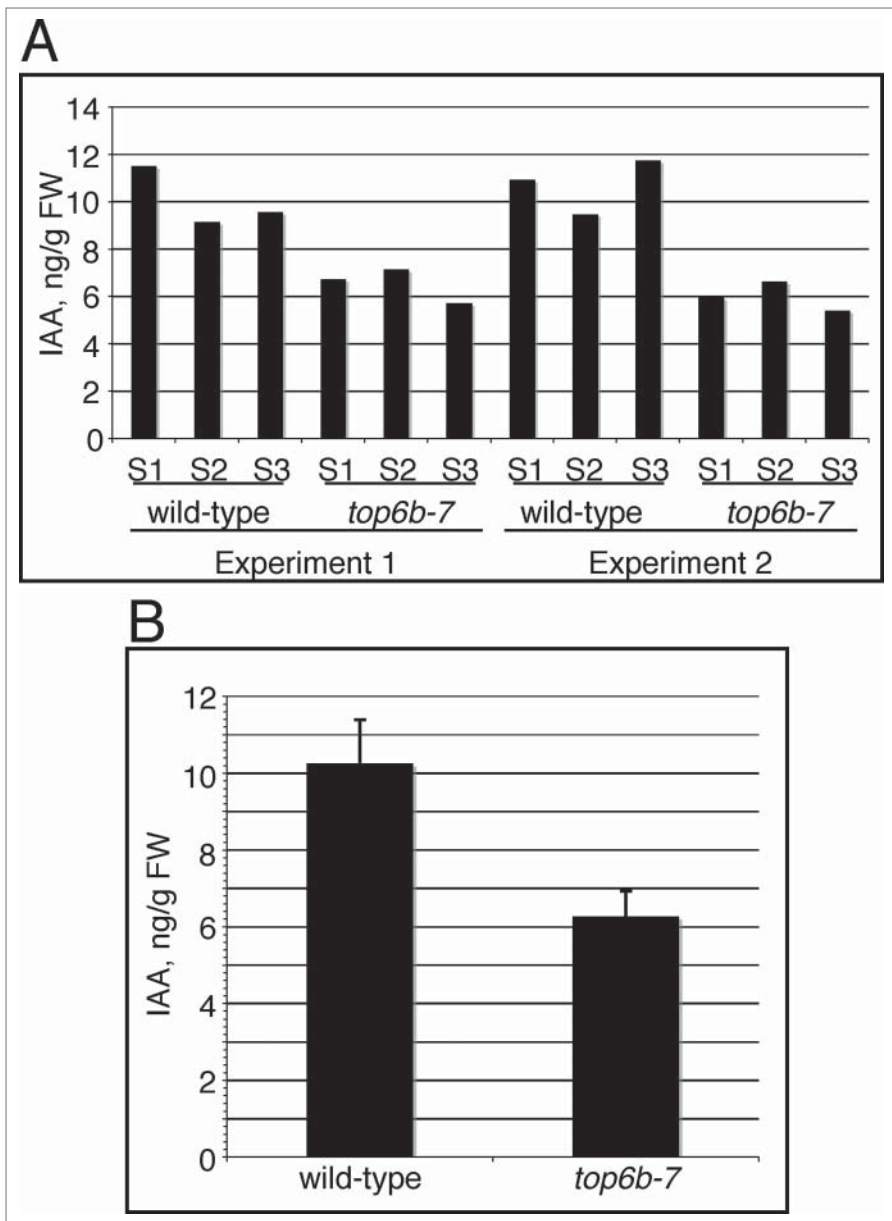 A
IAA, ng/g FW
14
12
10
8
6
4
2
0
S1 S2 S3 S1 S2 S3 S1 S2 S3 S1 S2 S3
wild-type top6b-7 wild-type top6b-7
Experiment 1 Experiment 2
B
IAA, ng/g FW
12
10
8
6
4
2
0
wild-type top6b-7